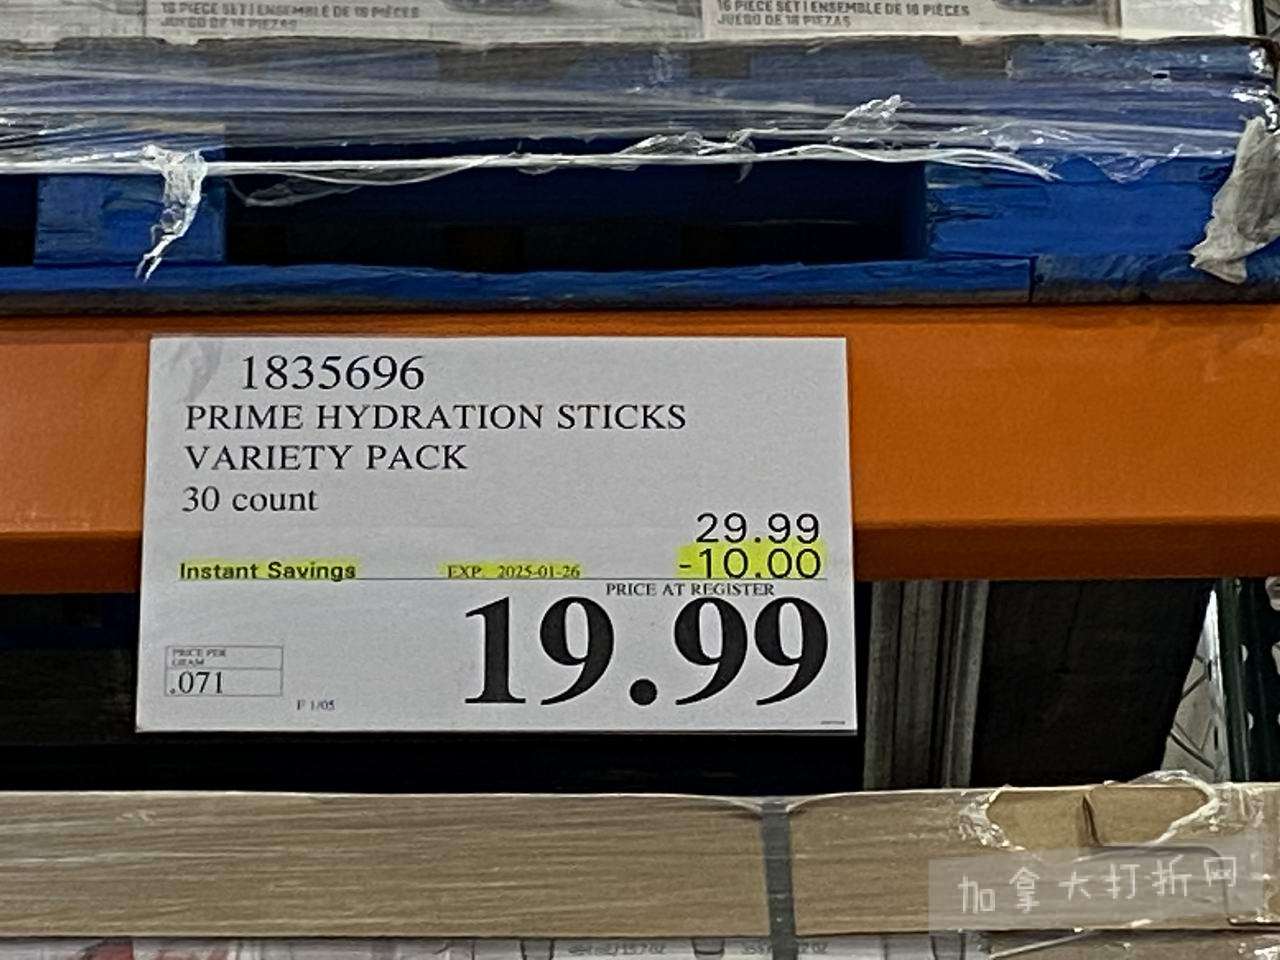 16 PIECE SET | ENSEMBLE DE 16 PIÈCES
JUEGO DE 16 PIEZAS
16 PIECE SET | ENSEMBLE DE 16 PIÈCES
JUEGO DE 16 PIEZAS
1835696
PRIME HYDRATION STICKS
VARIETY PACK
30 count
29.99
Instant Savings EXP. 2025-01-26 -10.00
PRICE AT REGISTER
19.99
PRICE PER
GRAM
.071
F 1/05
加拿大打折网